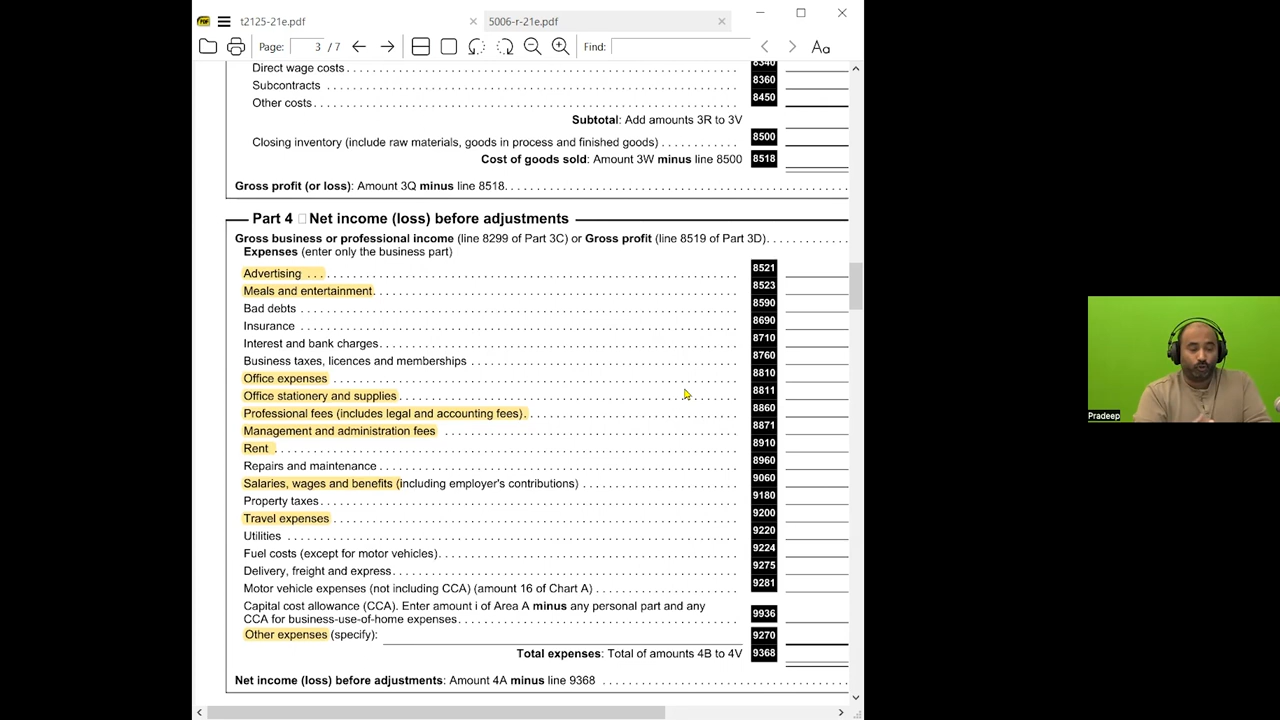 t2125-21e.pdf
5006-r-21e.pdf
Page: 3 / 7
Find:
Aa
Direct wage costs 8340
Subcontracts 8360
Other costs 8450
Subtotal: Add amounts 3R to 3V
Closing inventory (include raw materials, goods in process and finished goods) 8500
Cost of goods sold: Amount 3W minus line 8500 8518
Gross profit (or loss): Amount 3Q minus line 8518.
Part 4 Net income (loss) before adjustments
Gross business or professional income (line 8299 of Part 3C) or Gross profit (line 8519 of Part 3D).
Expenses (enter only the business part)
Advertising 8521
Meals and entertainment 8523
Bad debts 8590
Insurance 8690
Interest and bank charges 8710
Business taxes, licences and memberships 8760
Office expenses 8810
Office stationery and supplies 8811
Professional fees (includes legal and accounting fees). 8860
Management and administration fees 8871
Rent 8910
Repairs and maintenance 8960
Salaries, wages and benefits (including employer's contributions) 9060
Property taxes 9180
Travel expenses 9200
Utilities 9220
Fuel costs (except for motor vehicles) 9224
Delivery, freight and express 9275
Motor vehicle expenses (not including CCA) (amount 16 of Chart A) 9281
Capital cost allowance (CCA). Enter amount i of Area A minus any personal part and any
CCA for business-use-of-home expenses. 9936
Other expenses (specify): 9270
Total expenses: Total of amounts 4B to 4V 9368
Net income (loss) before adjustments: Amount 4A minus line 9368
Pradeep